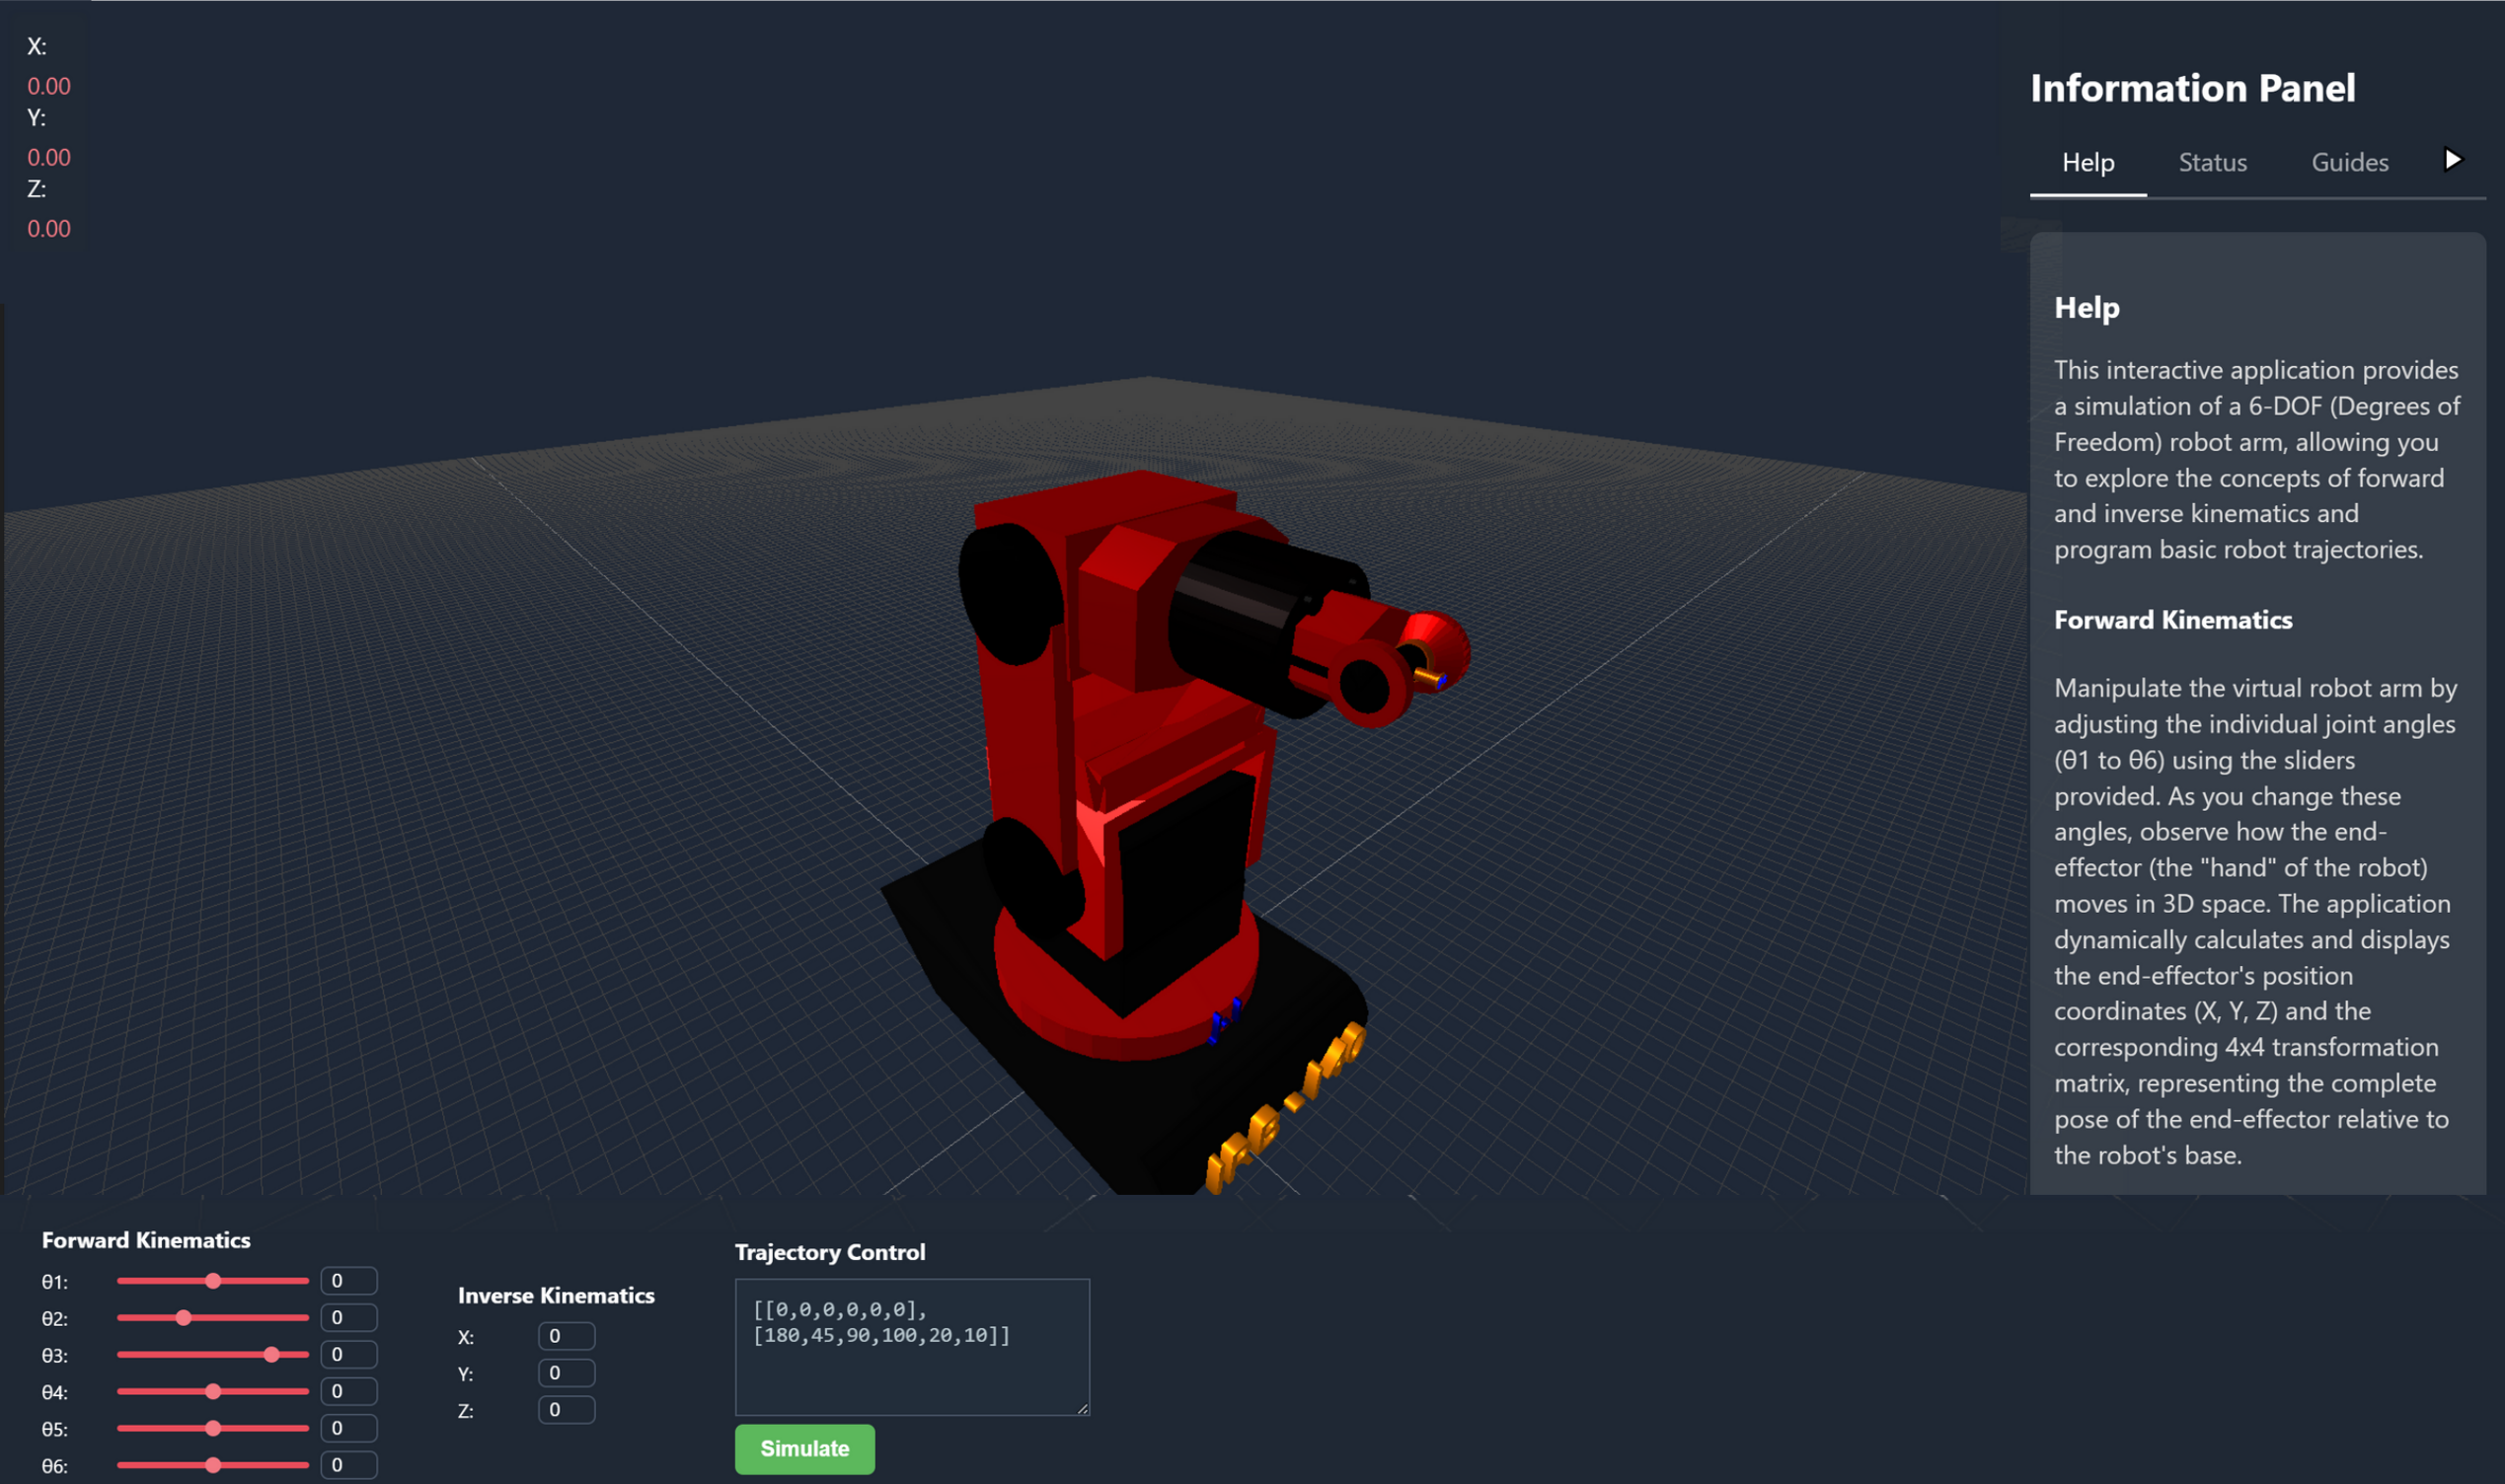 X:
0.00
Y:
0.00
Z:
0.00
Information Panel
Help Status Guides
Help
This interactive application provides
a simulation of a 6-DOF (Degrees of
Freedom) robot arm, allowing you
to explore the concepts of forward
and inverse kinematics and
program basic robot trajectories.
Forward Kinematics
Manipulate the virtual robot arm by
adjusting the individual joint angles
(θ1 to θ6) using the sliders
provided. As you change these
angles, observe how the end-
effector (the "hand" of the robot)
moves in 3D space. The application
dynamically calculates and displays
the end-effector's position
coordinates (X, Y, Z) and the
corresponding 4x4 transformation
matrix, representing the complete
pose of the end-effector relative to
the robot's base.
Forward Kinematics
θ1: 0
θ2: 0
θ3: 0
θ4: 0
θ5: 0
θ6: 0
Inverse Kinematics
X: 0
Y: 0
Z: 0
Trajectory Control
[[0,0,0,0,0,0],
[180,45,90,100,20,10]]
Simulate